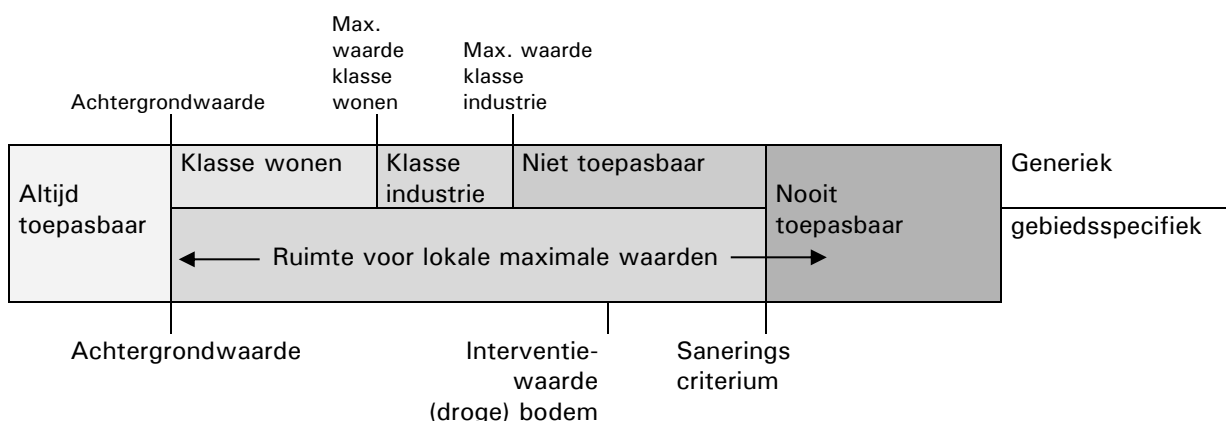 Max.
waarde
klasse
wonen
Max. waarde
klasse
industrie
Achtergrondwaarde
Altijd
toepasbaar
Klasse wonen
Klasse
industrie
Niet toepasbaar
Nooit
toepasbaar
Generiek
gebiedsspecifiek
Ruimte voor lokale maximale waarden
Achtergrondwaarde
Interventie-
waarde
(droge) bodem
Sanerings
criterium